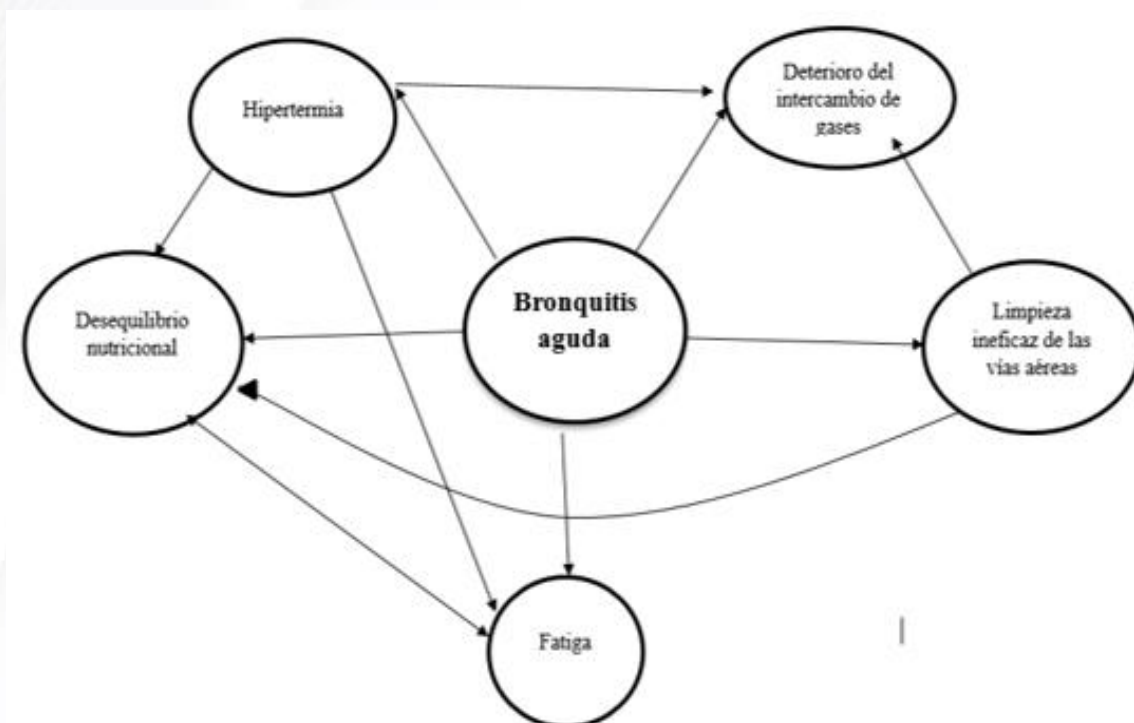 Hipertermia
Deterioro del
intercambio de
gases
Desequilibrio
nutricional
Bronquitis
aguda
Limpieza
ineficaz de las
vías aéreas
Fatiga